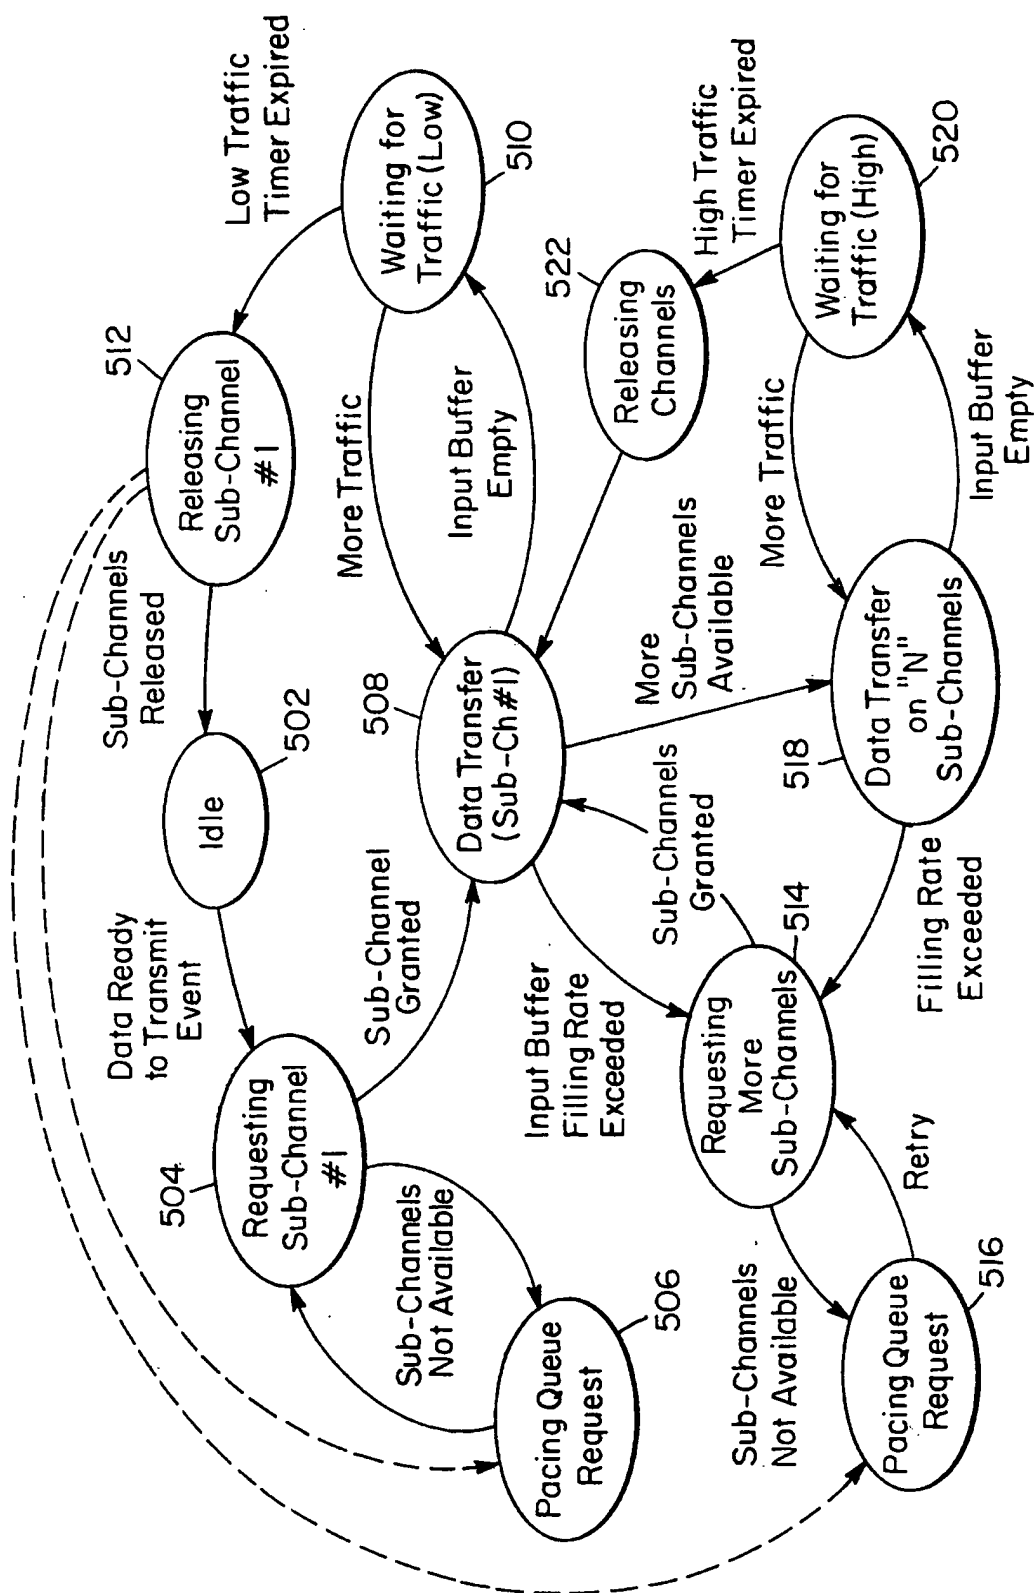 Low Traffic
Timer Expired
Waiting for
Traffic (Low)
510
512
Releasing
Sub-Channel
#1
More Traffic
Input Buffer
Empty
Sub-Channels
Released
Idle
502
Data Ready
to Transmit
Event
504
Requesting
Sub-Channel
#1
Sub-Channel
Granted
508
Data Transfer
(Sub-Ch#1)
Sub-Channels
Not Available
Pacing Queue
Request
506
High Traffic
Timer Expired
522
Releasing
Channels
Waiting for
Traffic (High)
520
More Traffic
Input Buffer
Empty
More
Sub-Channels
Available
518
Data Transfer
on "N"
Sub-Channels
Sub-Channels
Granted
Filling Rate
Exceeded
Input Buffer
Filling Rate
Exceeded
514
Requesting
More
Sub-Channels
Retry
Sub-Channels
Not Available
Pacing Queue
Request
516